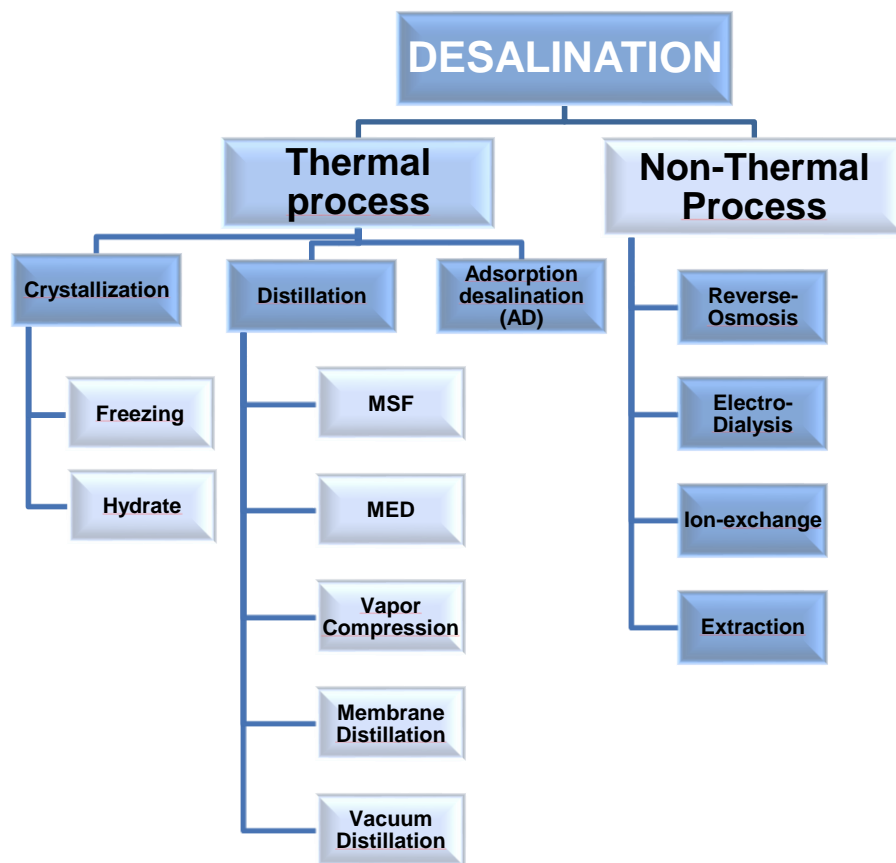 DESALINATION
Thermal
process
Non-Thermal
Process
Crystallization
Distillation
Adsorption
desalination
(AD)
Reverse-
Osmosis
Freezing
MSF
Electro-
Dialysis
Hydrate
MED
Ion-exchange
Vapor
Compression
Extraction
Membrane
Distillation
Vacuum
Distillation